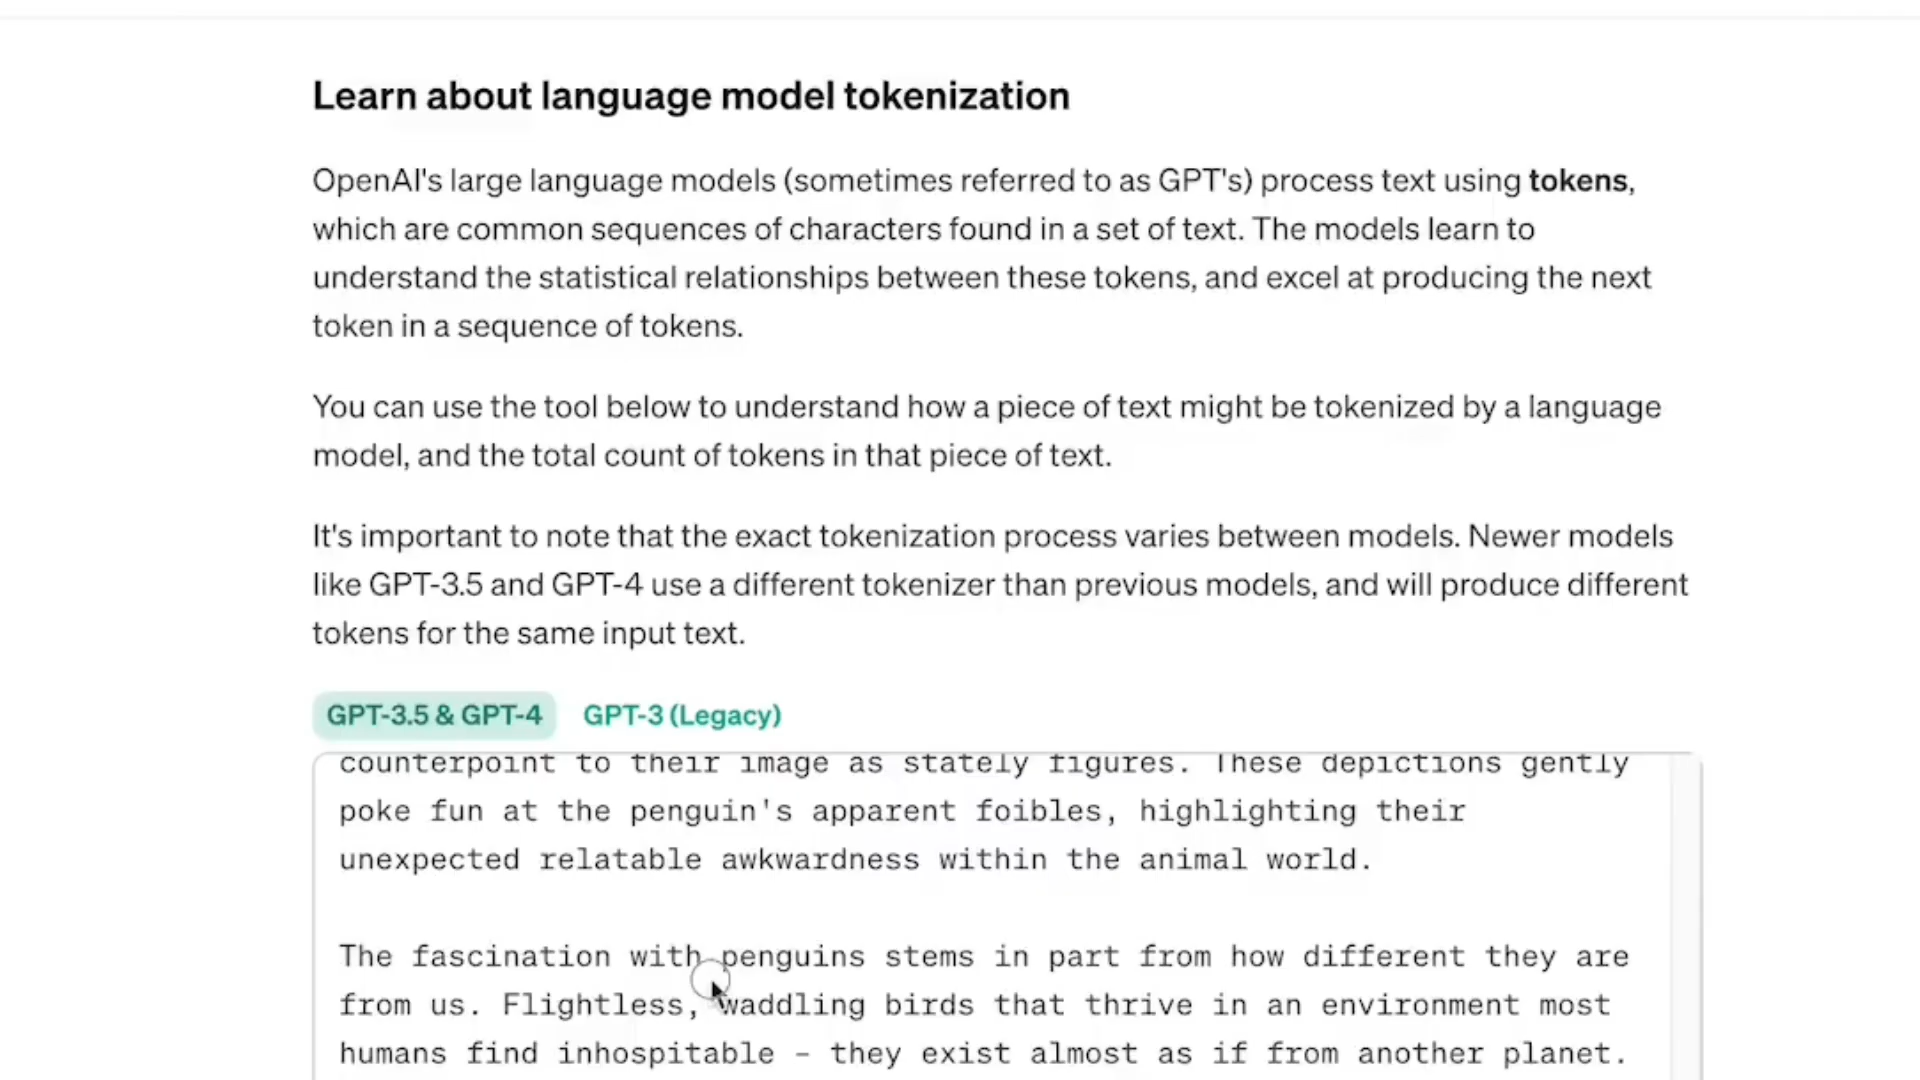 Learn about language model tokenization
OpenAI's large language models (sometimes referred to as GPT's) process text using tokens,
which are common sequences of characters found in a set of text. The models learn to
understand the statistical relationships between these tokens, and excel at producing the next
token in a sequence of tokens.
You can use the tool below to understand how a piece of text might be tokenized by a language
model, and the total count of tokens in that piece of text.
It's important to note that the exact tokenization process varies between models. Newer models
like GPT-3.5 and GPT-4 use a different tokenizer than previous models, and will produce different
tokens for the same input text.
GPT-3.5 & GPT-4 GPT-3 (Legacy)
counterpoint to their image as stately figures. These depictions gently
poke fun at the penguin's apparent foibles, highlighting their
unexpected relatable awkwardness within the animal world.
The fascination with penguins stems in part from how different they are
from us. Flightless, waddling birds that thrive in an environment most
humans find inhospitable – they exist almost as if from another planet.